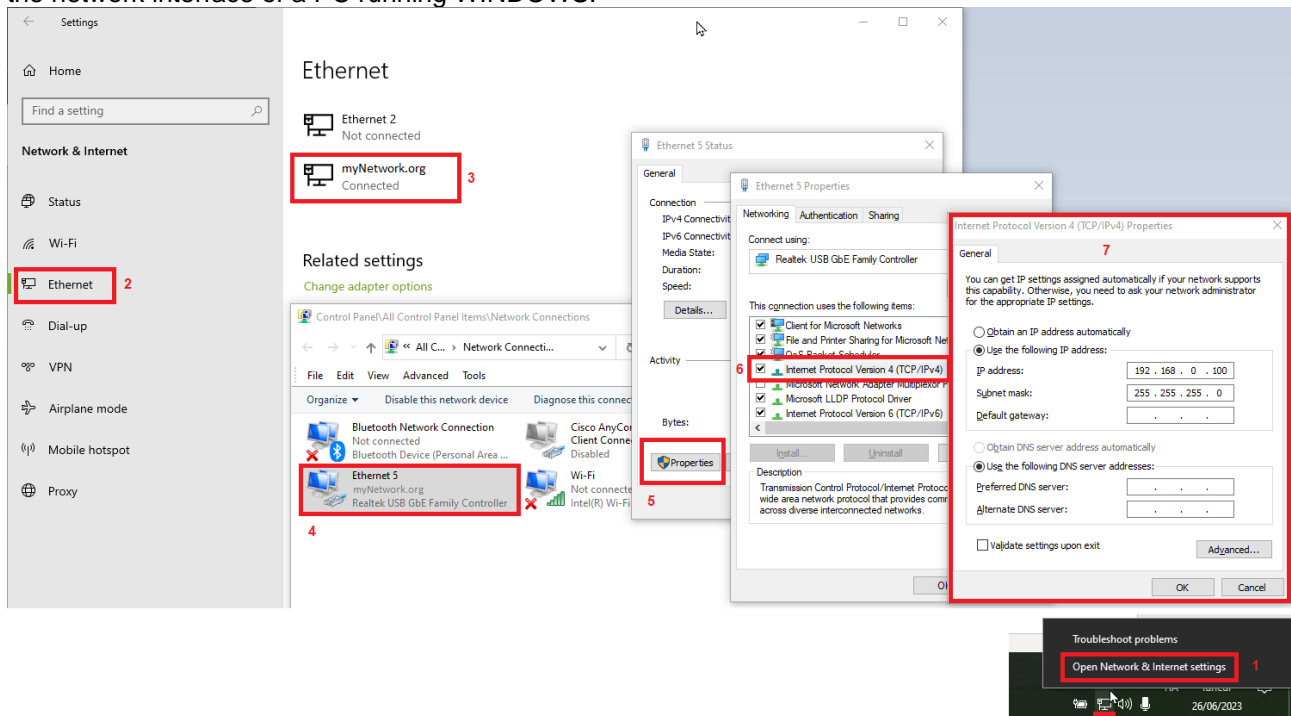 the network interface of a PC running WINDOWS.
Settings
Home
Find a setting
Network & Internet
Status
Wi-Fi
Ethernet
2
Dial-up
VPN
Airplane mode
Mobile hotspot
Proxy
Ethernet
Ethernet 2
Not connected
myNetwork.org
Connected
3
Related settings
Change adapter options
Control Panel\All Control Panel Items\Network Connections
« All C... › Network Connecti...
File Edit View Advanced Tools
Organize Disable this network device Diagnose this connec
Bluetooth Network Connection
Not connected
Bluetooth Device (Personal Area ...
Cisco AnyCon
Client Conne
Disabled
Ethernet 5
myNetwork.org
Realtek USB GbE Family Controller
Wi-Fi
Not connecte
Intel(R) Wi-Fi
4
Ethernet 5 Status
General
Connection
IPv4 Connectivit
IPv6 Connectivit
Media State:
Duration:
Speed:
Details...
Activity
Bytes:
Properties
5
Ethernet 5 Properties
Networking Authentication Sharing
Connect using:
Realtek USB GbE Family Controller
This connection uses the following items:
Client for Microsoft Networks
File and Printer Sharing for Microsoft Net
QoS Packet Scheduler
6
Internet Protocol Version 4 (TCP/IPv4)
Microsoft Network Adapter Multiplexor P
Microsoft LLDP Protocol Driver
Internet Protocol Version 6 (TCP/IPv6)
Install... Uninstall
Description
Transmission Control Protocol/Internet Protoco
wide area network protocol that provides comm
across diverse interconnected networks.
Internet Protocol Version 4 (TCP/IPv4) Properties
General
7
You can get IP settings assigned automatically if your network supports
this capability. Otherwise, you need to ask your network administrator
for the appropriate IP settings.
Obtain an IP address automatically
Use the following IP address:
IP address: 192 . 168 . 0 . 100
Subnet mask: 255 . 255 . 255 . 0
Default gateway: . . .
Obtain DNS server address automatically
Use the following DNS server addresses:
Preferred DNS server: . . .
Alternate DNS server: . . .
Validate settings upon exit
Advanced...
OK Cancel
Troubleshoot problems
Open Network & Internet settings
1
26/06/2023